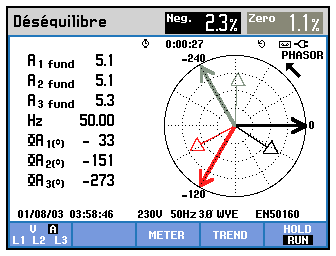 Déséquilibre Neg. 2.3% Zero 1.1%
0:00:27
PHASOR
-240
A1 fund 5.1
A2 fund 5.1
A3 fund 5.3
Hz 50.00
ΦA1(°) - 33
ΦA2(°) -151
ΦA3(°) -273
0
-120
01/08/03 03:58:46 230V 50Hz 3Ø WYE EN50160
V A
L1 L2 L3
METER
TREND
HOLD
RUN